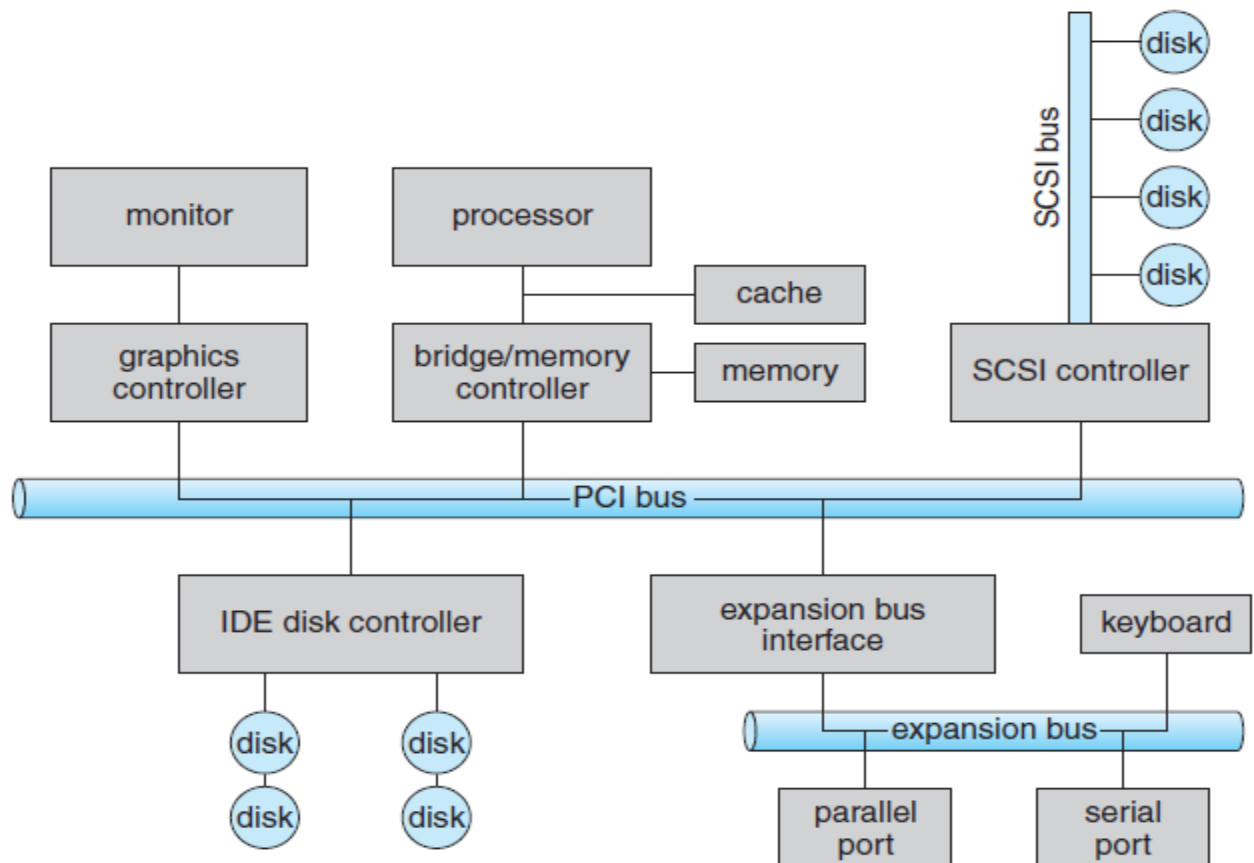 disk
disk
SCSI bus
disk
disk
monitor
processor
cache
graphics
controller
bridge/memory
controller
memory
SCSI controller
PCI bus
IDE disk controller
expansion bus
interface
keyboard
disk
disk
expansion bus
disk
disk
parallel
port
serial
port